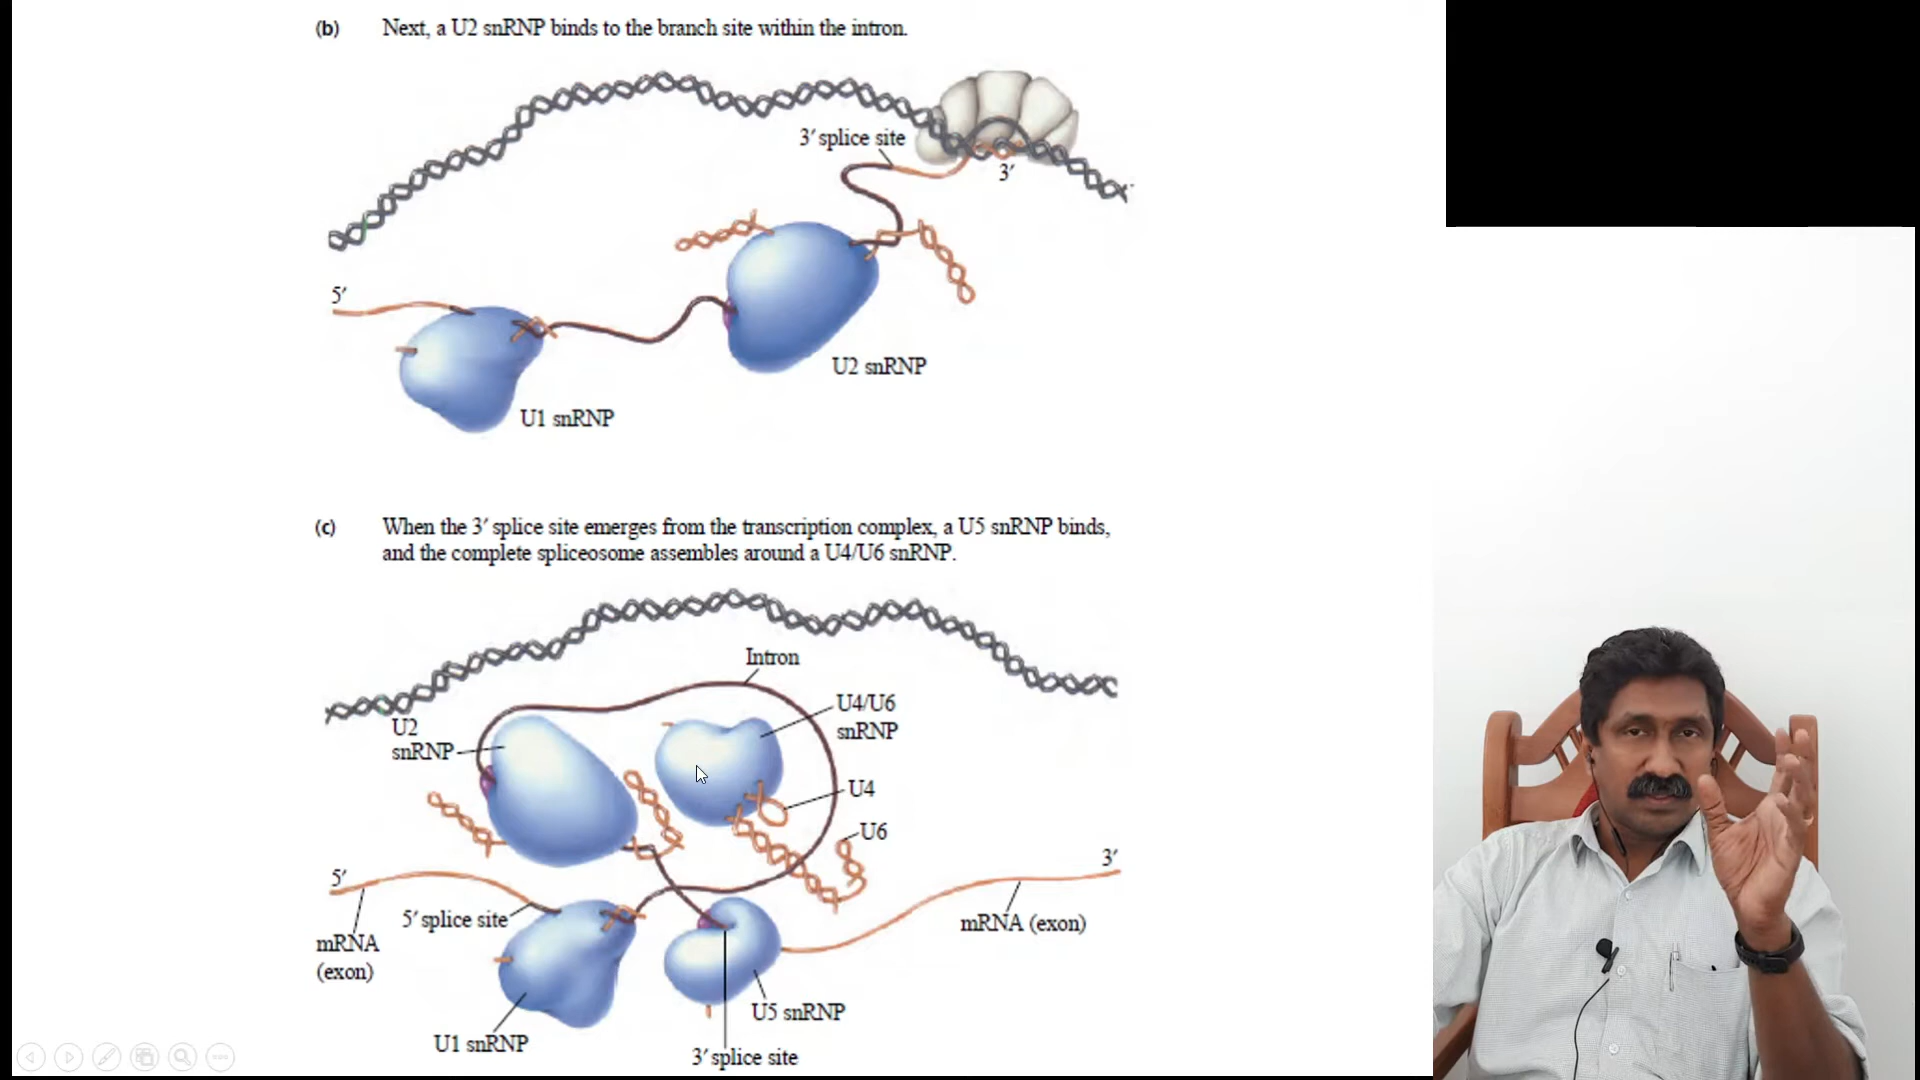 (b) Next, a U2 snRNP binds to the branch site within the intron.
3′ splice site
3′
5′
U2 snRNP
U1 snRNP
(c) When the 3′ splice site emerges from the transcription complex, a U5 snRNP binds,
and the complete spliceosome assembles around a U4/U6 snRNP.
Intron
U4/U6
snRNP
U2
snRNP
U4
U6
5′
3′
5′ splice site
mRNA (exon)
mRNA
(exon)
U5 snRNP
U1 snRNP
3′ splice site